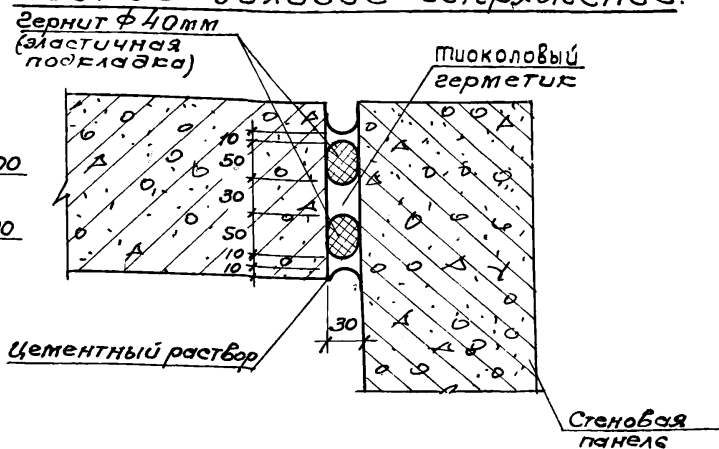 гернит Ф 40мм
(эластичная
подкладка)
тиоколовый
герметик
10
50
30
50
10
10
30
Цементный раствор
Стеновая
панель